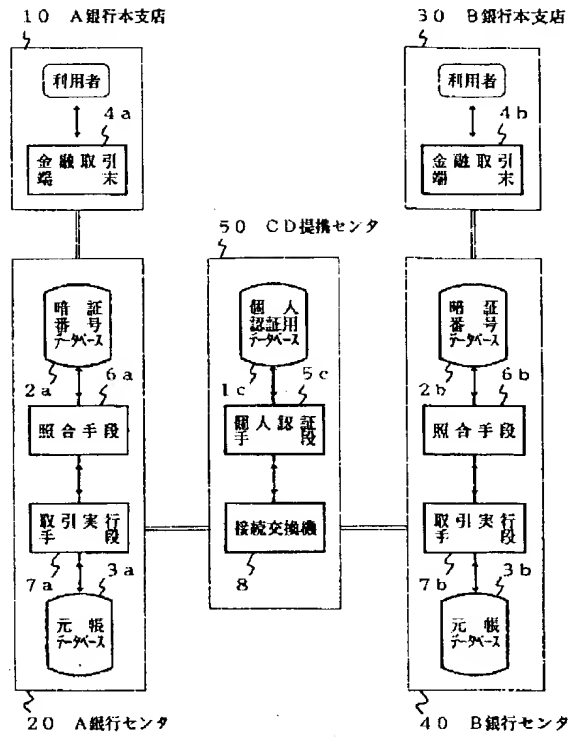 10 A銀行本支店
利用者
4a
金融取引
端末
30 B銀行本支店
利用者
4b
金融取引
端末
50 CD提携センタ
暗証
番号
データベース
2a
6a
照合手段
取引実行
手段
7a
3a
元帳
データベース
20 A銀行センタ
個人
認証用
データベース
1c
5c
個人認証
手段
接続交換機
8
暗証
番号
データベース
2b
6b
照合手段
取引実行
手段
7b
3b
元帳
データベース
40 B銀行センタ